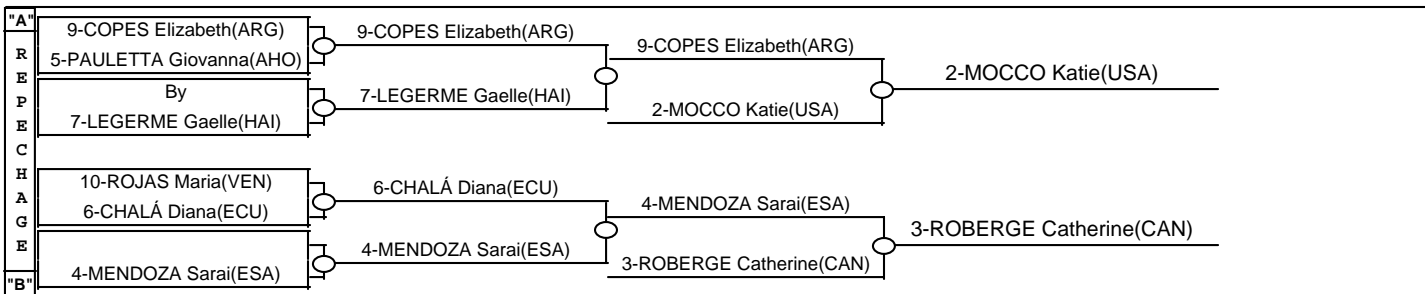 "A"
REPECHAGE
"B"
9-COPES Elizabeth(ARG)
5-PAULETTA Giovanna(AHO)
By
7-LEGERME Gaelle(HAI)
10-ROJAS Maria(VEN)
6-CHALÁ Diana(ECU)
4-MENDOZA Sarai(ESA)
9-COPES Elizabeth(ARG)
7-LEGERME Gaelle(HAI)
6-CHALÁ Diana(ECU)
4-MENDOZA Sarai(ESA)
9-COPES Elizabeth(ARG)
2-MOCCO Katie(USA)
4-MENDOZA Sarai(ESA)
3-ROBERGE Catherine(CAN)
2-MOCCO Katie(USA)
3-ROBERGE Catherine(CAN)